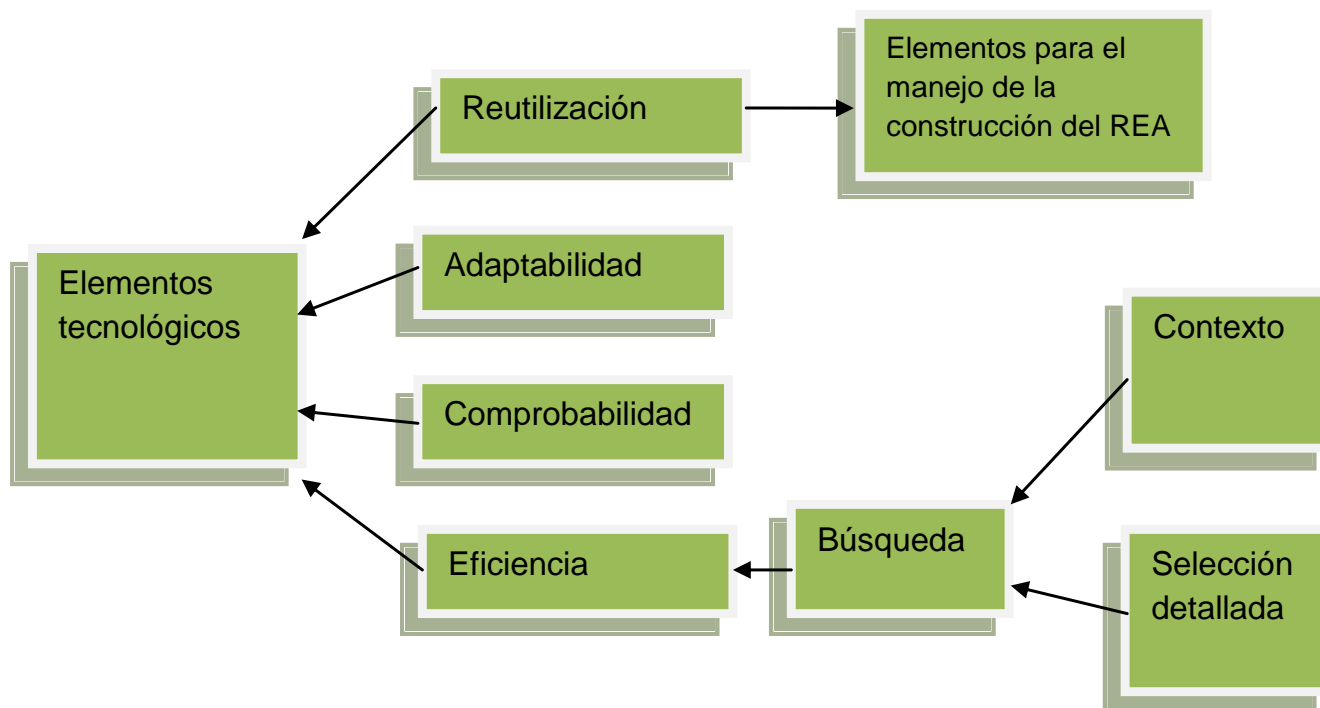 Elementos para el
manejo de la
construcción del REA
Reutilización
Adaptabilidad
Elementos
tecnológicos
Contexto
Comprobabilidad
Búsqueda
Eficiencia
Selección
detallada